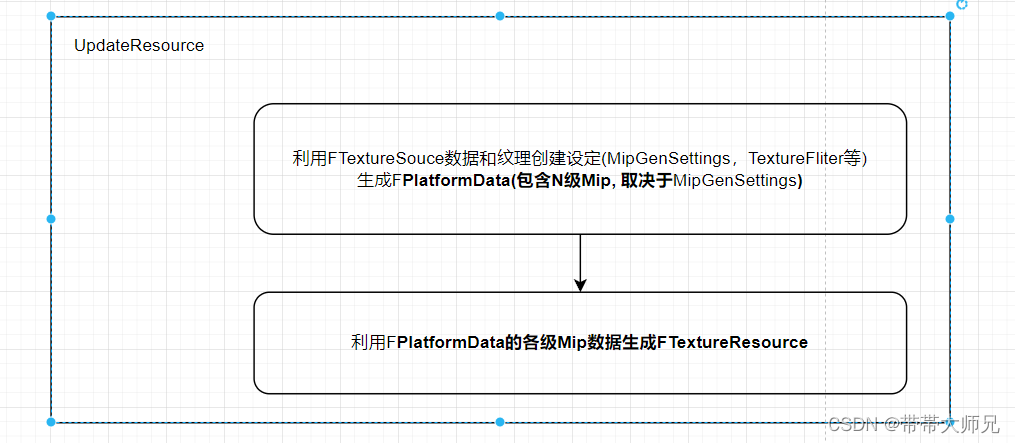 UpdateResource
利用FTextureSouce数据和纹理创建设定(MipGenSettings，TextureFliter等)
生成FPlatformData(包含N级Mip, 取决于MipGenSettings)
利用FPlatformData的各级Mip数据生成FTextureResource
CSDN @带带大师兄